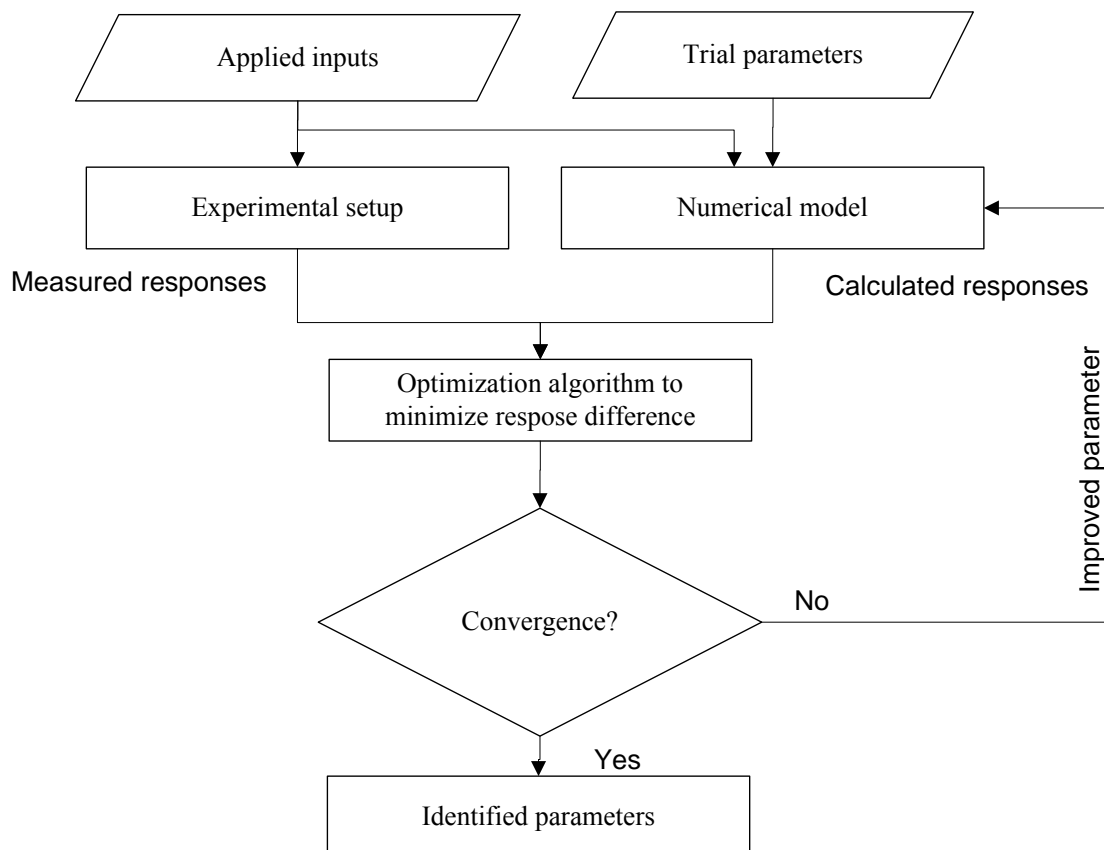 Applied inputs
Trial parameters
Experimental setup
Numerical model
Measured responses
Calculated responses
Optimization algorithm to
minimize respose difference
Improved parameter
Convergence?
No
Yes
Identified parameters